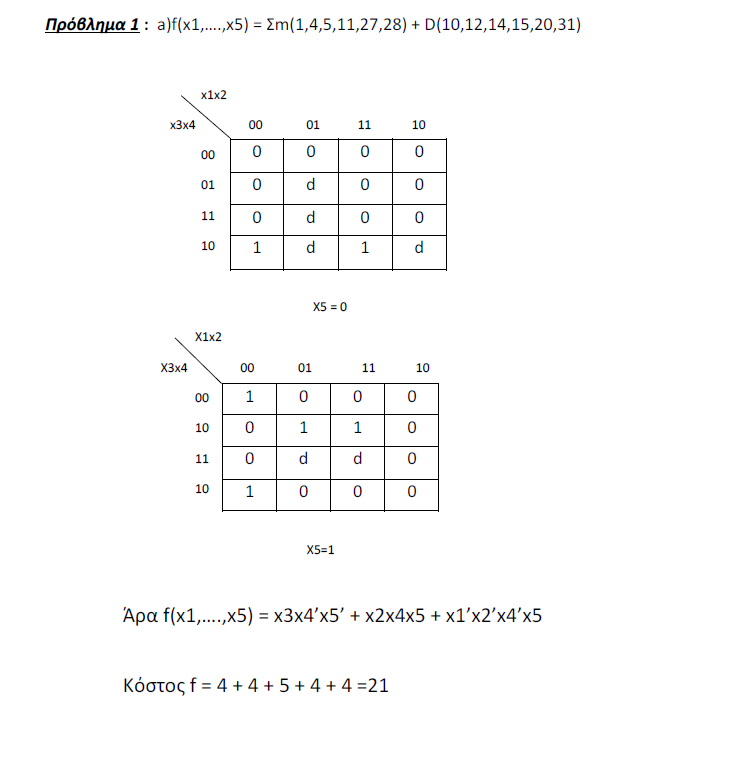 Πρόβλημα 1 : a)f(x1,....,x5) = Σm(1,4,5,11,27,28) + D(10,12,14,15,20,31)
x1x2
x3x4 00 01 11 10
00 0 0 0 0
01 0 d 0 0
11 0 d 0 0
10 1 d 1 d
X5 = 0
X1x2
X3x4 00 01 11 10
00 1 0 0 0
10 0 1 1 0
11 0 d d 0
10 1 0 0 0
X5=1
Άρα f(x1,....,x5) = x3x4’x5’ + x2x4x5 + x1’x2’x4’x5
Κόστος f = 4 + 4 + 5 + 4 + 4 =21